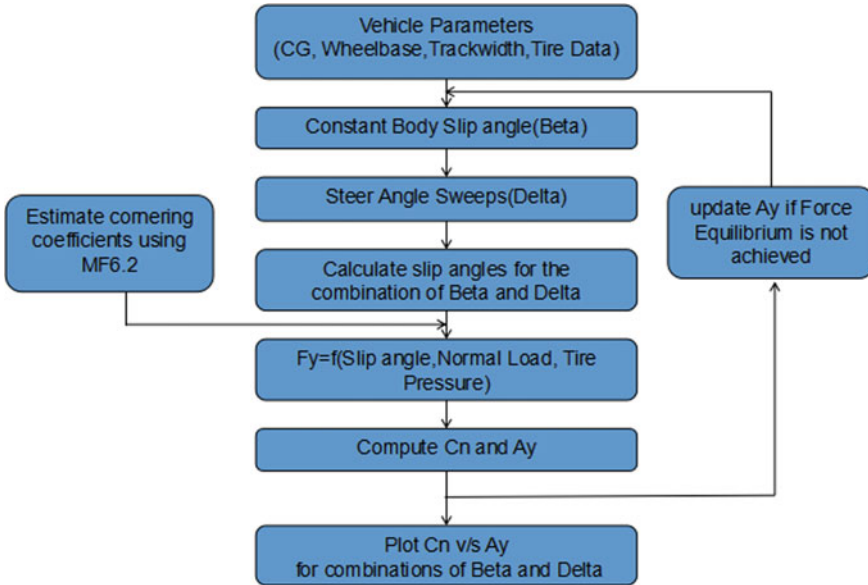 Vehicle Parameters
(CG, Wheelbase,Trackwidth,Tire Data)
Constant Body Slip angle(Beta)
Steer Angle Sweeps(Delta)
Estimate cornering
coefficients using
MF6.2
update Ay if Force
Equilibrium is not
achieved
Calculate slip angles for the
combination of Beta and Delta
Fy=f(Slip angle,Normal Load, Tire
Pressure)
Compute Cn and Ay
Plot Cn v/s Ay
for combinations of Beta and Delta